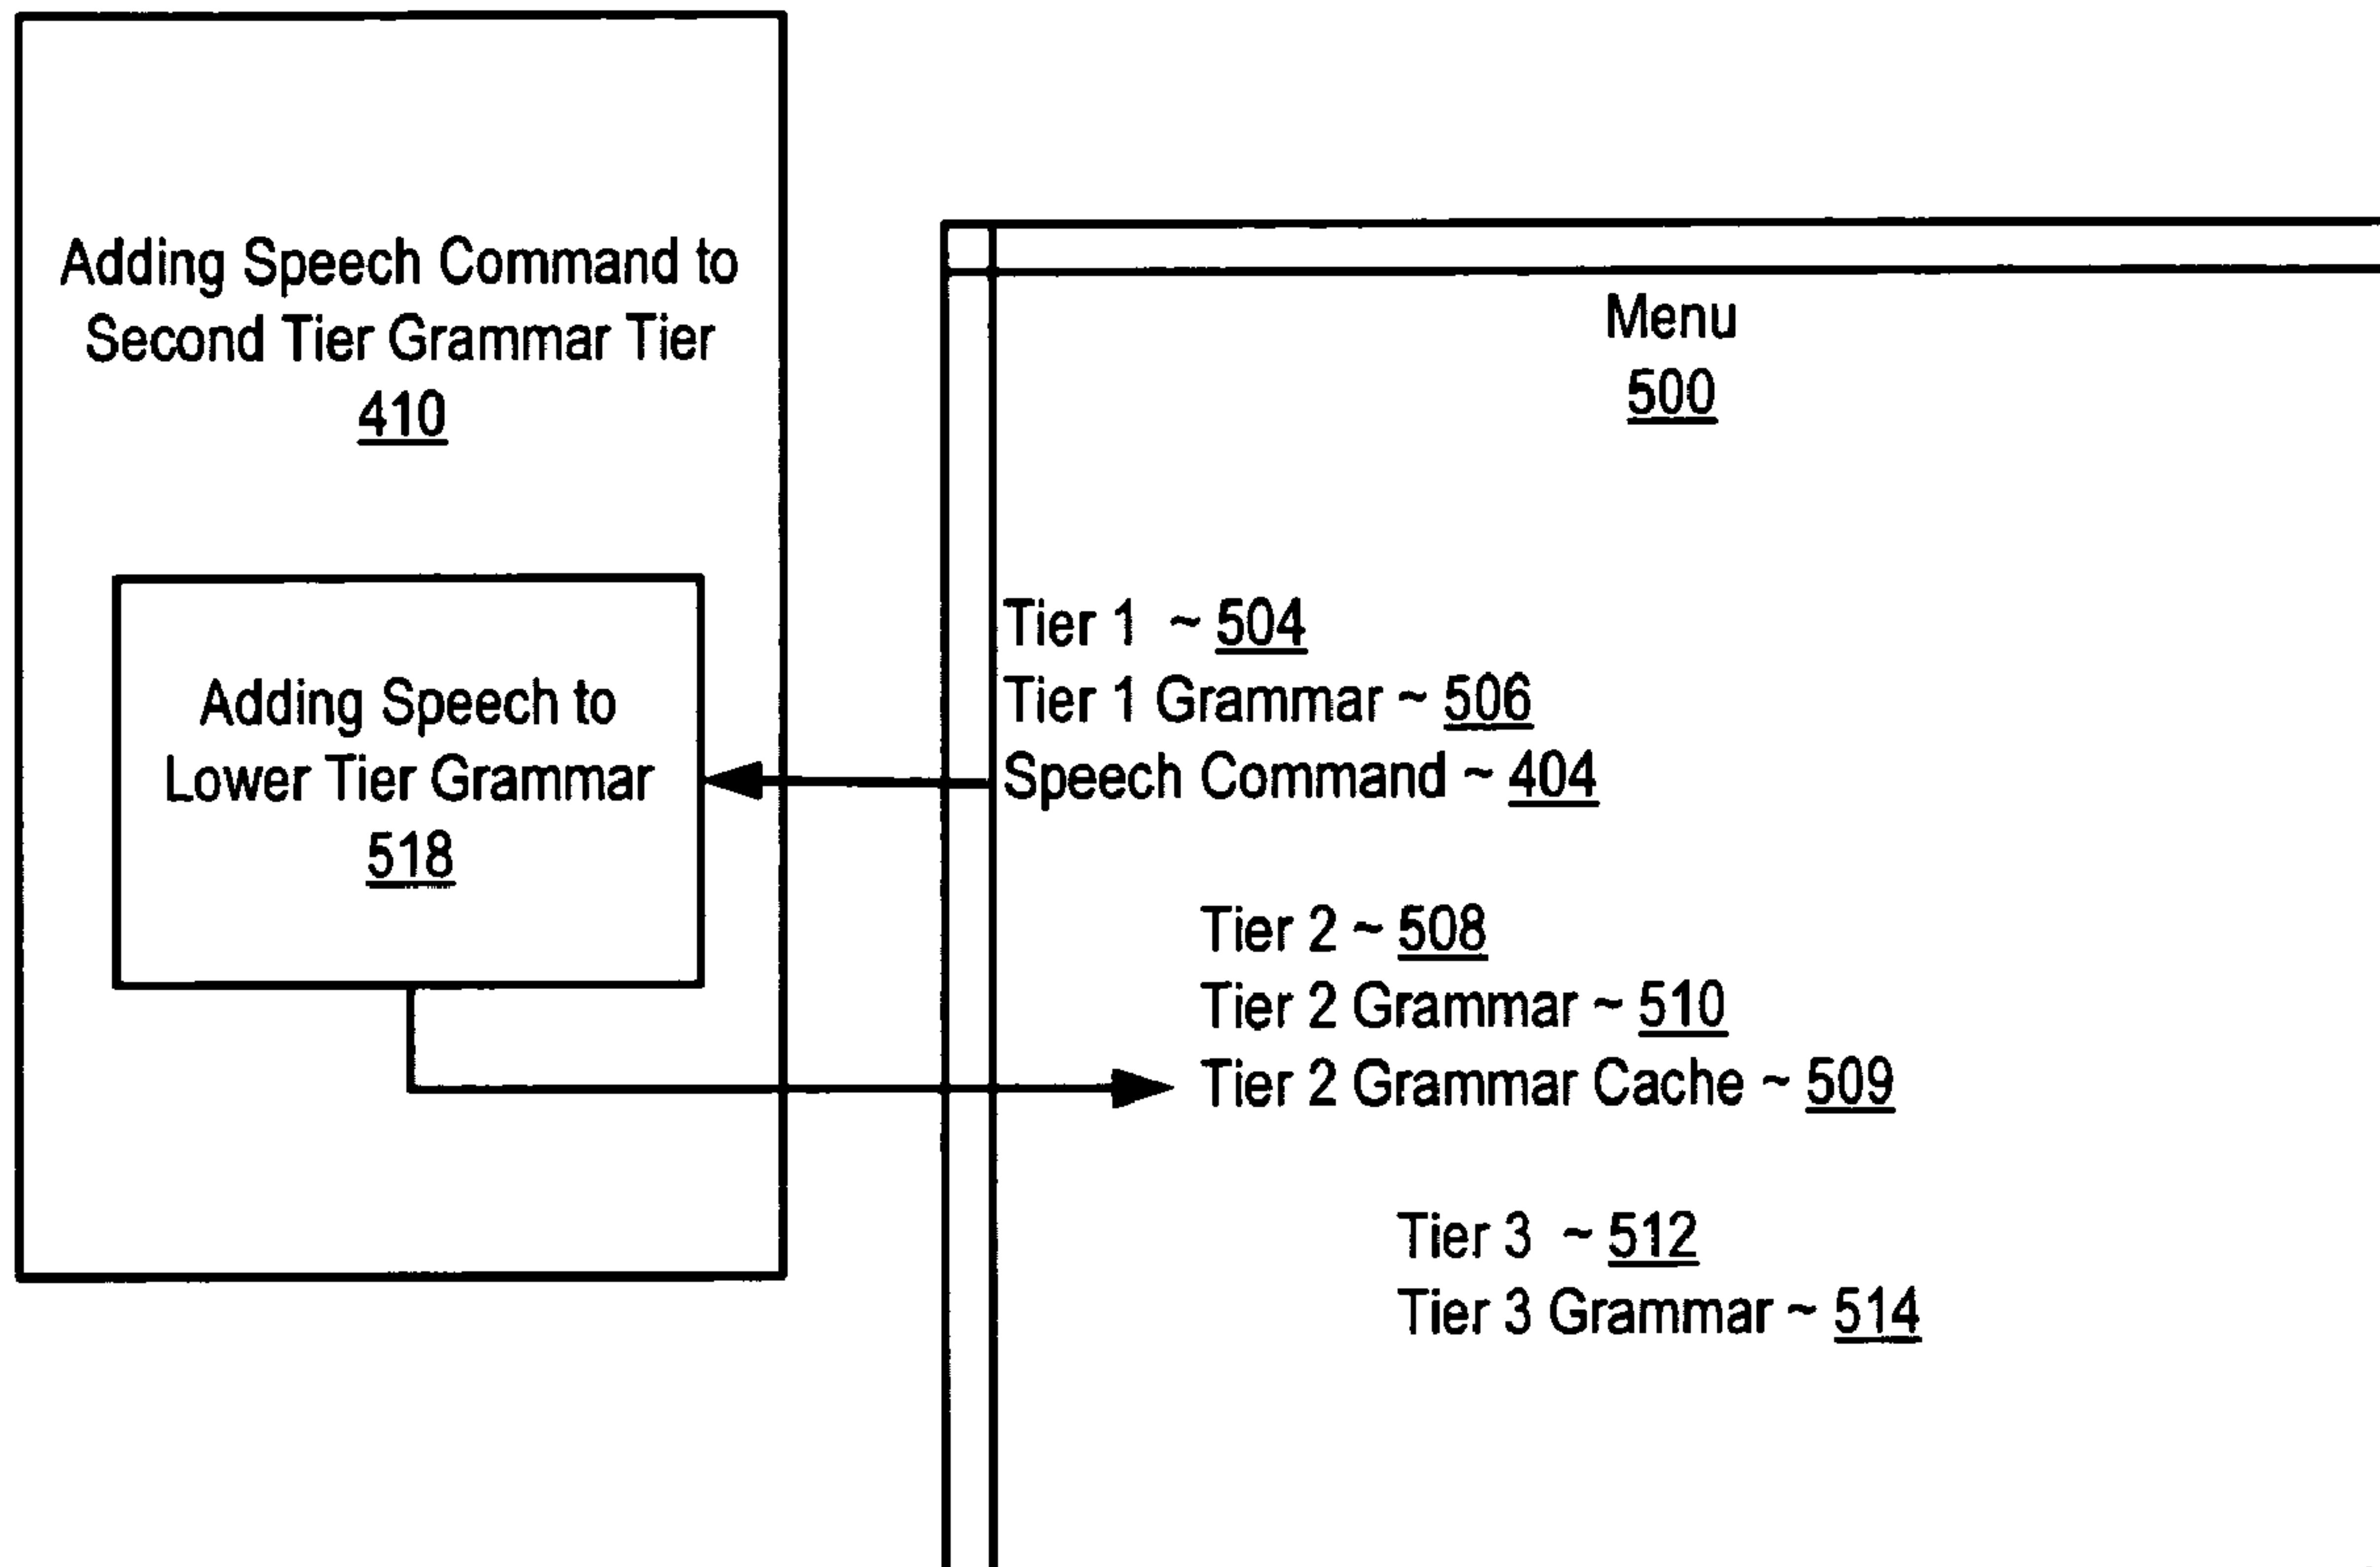 Adding Speech Command to
Second Tier Grammar Tier
410
Adding Speech to
Lower Tier Grammar
518
Menu
500
Tier 1 ~ 504
Tier 1 Grammar ~ 506
Speech Command ~ 404
Tier 2 ~ 508
Tier 2 Grammar ~ 510
Tier 2 Grammar Cache ~ 509
Tier 3 ~ 512
Tier 3 Grammar ~ 514